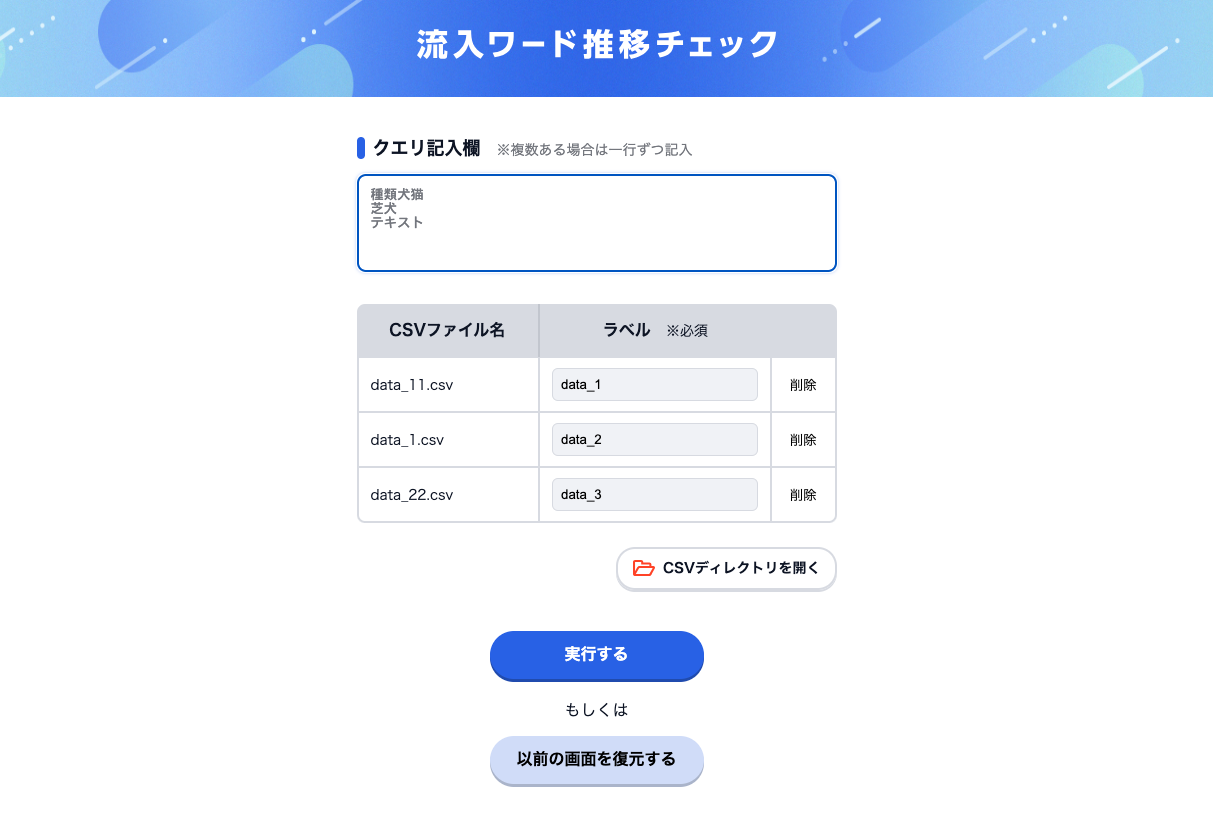 流入ワード推移チェック
クエリ記入欄 ※複数ある場合は一行ずつ記入
種類犬猫
芝犬
テキスト
CSVファイル名 ラベル ※必須
data_11.csv data_1 削除
data_1.csv data_2 削除
data_22.csv data_3 削除
CSVディレクトリを開く
実行する
もしくは
以前の画面を復元する